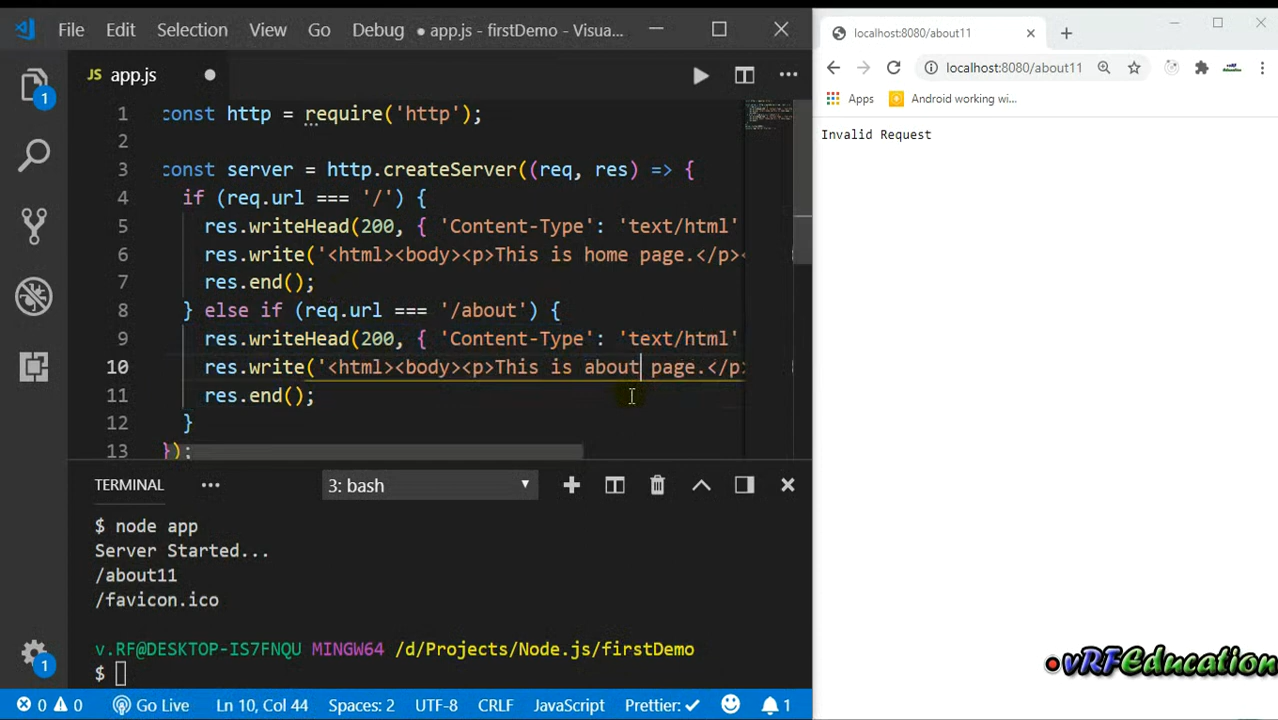 File Edit Selection View Go Debug ● app.js - firstDemo - Visua...
JS app.js
1 const http = require('http');
2
3 const server = http.createServer((req, res) => {
4 if (req.url === '/') {
5 res.writeHead(200, { 'Content-Type': 'text/html'
6 res.write('<html><body><p>This is home page.</p><
7 res.end();
8 } else if (req.url === '/about') {
9 res.writeHead(200, { 'Content-Type': 'text/html'
10 res.write('<html><body><p>This is about page.</p>
11 res.end();
12 }
13 });
TERMINAL ... 3: bash
$ node app
Server Started...
/about11
/favicon.ico
v.RF@DESKTOP-IS7FNQU MINGW64 /d/Projects/Node.js/firstDemo
$
1
1
0 0 Go Live Ln 10, Col 44 Spaces: 2 UTF-8 CRLF JavaScript Prettier: ✓ 1
localhost:8080/about11
localhost:8080/about11
Apps Android working wi...
Invalid Request
vRFEducation